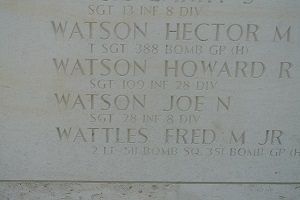 SGT 13 INF 8 DIV
WATSON HECTOR M
T SGT 388 BOMB GP (H)
WATSON HOWARD R
SGT 109 INF 28 DIV
WATSON JOE N
SGT 28 INF 8 DIV
WATTLES FRED M JR
2 LT 511 BOMB SQ 351 BOMB GP (H